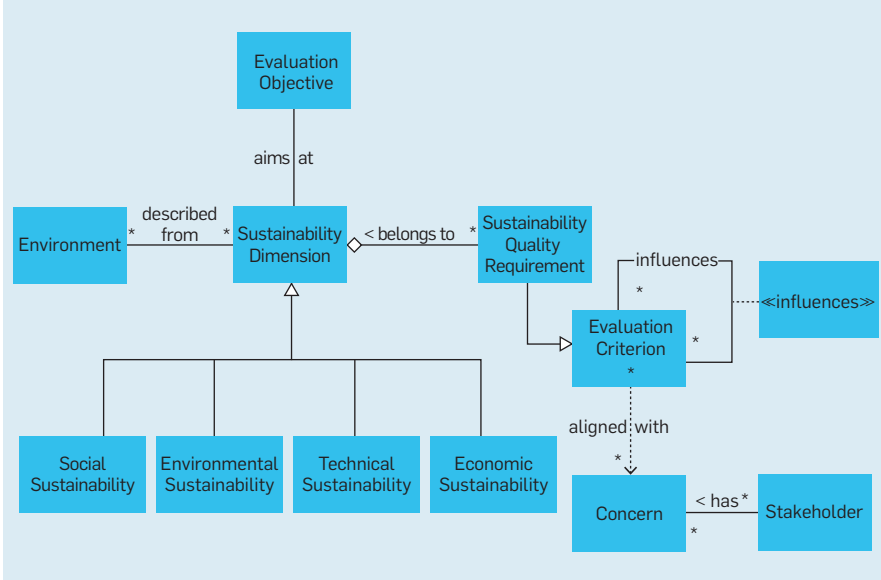 Evaluation
Objective
aims at
Environment
*
described
from
*
Sustainability
Dimension
< belongs to
*
Sustainability
Quality
Requirement
influences
*
*
≪influences≫
Evaluation
Criterion
*
aligned with
*
Social
Sustainability
Environmental
Sustainability
Technical
Sustainability
Economic
Sustainability
Concern
< has *
*
Stakeholder